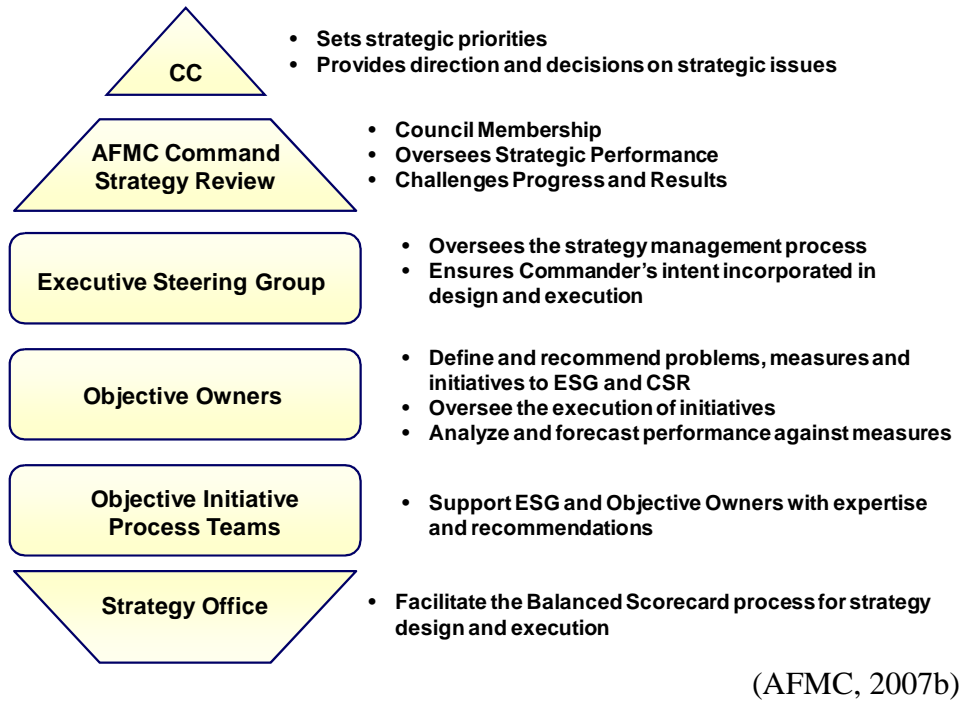 CC
• Sets strategic priorities
• Provides direction and decisions on strategic issues
AFMC Command
Strategy Review
• Council Membership
• Oversees Strategic Performance
• Challenges Progress and Results
Executive Steering Group
• Oversees the strategy management process
• Ensures Commander's intent incorporated in
design and execution
Objective Owners
• Define and recommend problems, measures and
initiatives to ESG and CSR
• Oversee the execution of initiatives
• Analyze and forecast performance against measures
Objective Initiative
Process Teams
• Support ESG and Objective Owners with expertise
and recommendations
Strategy Office
• Facilitate the Balanced Scorecard process for strategy
design and execution
(AFMC, 2007b)